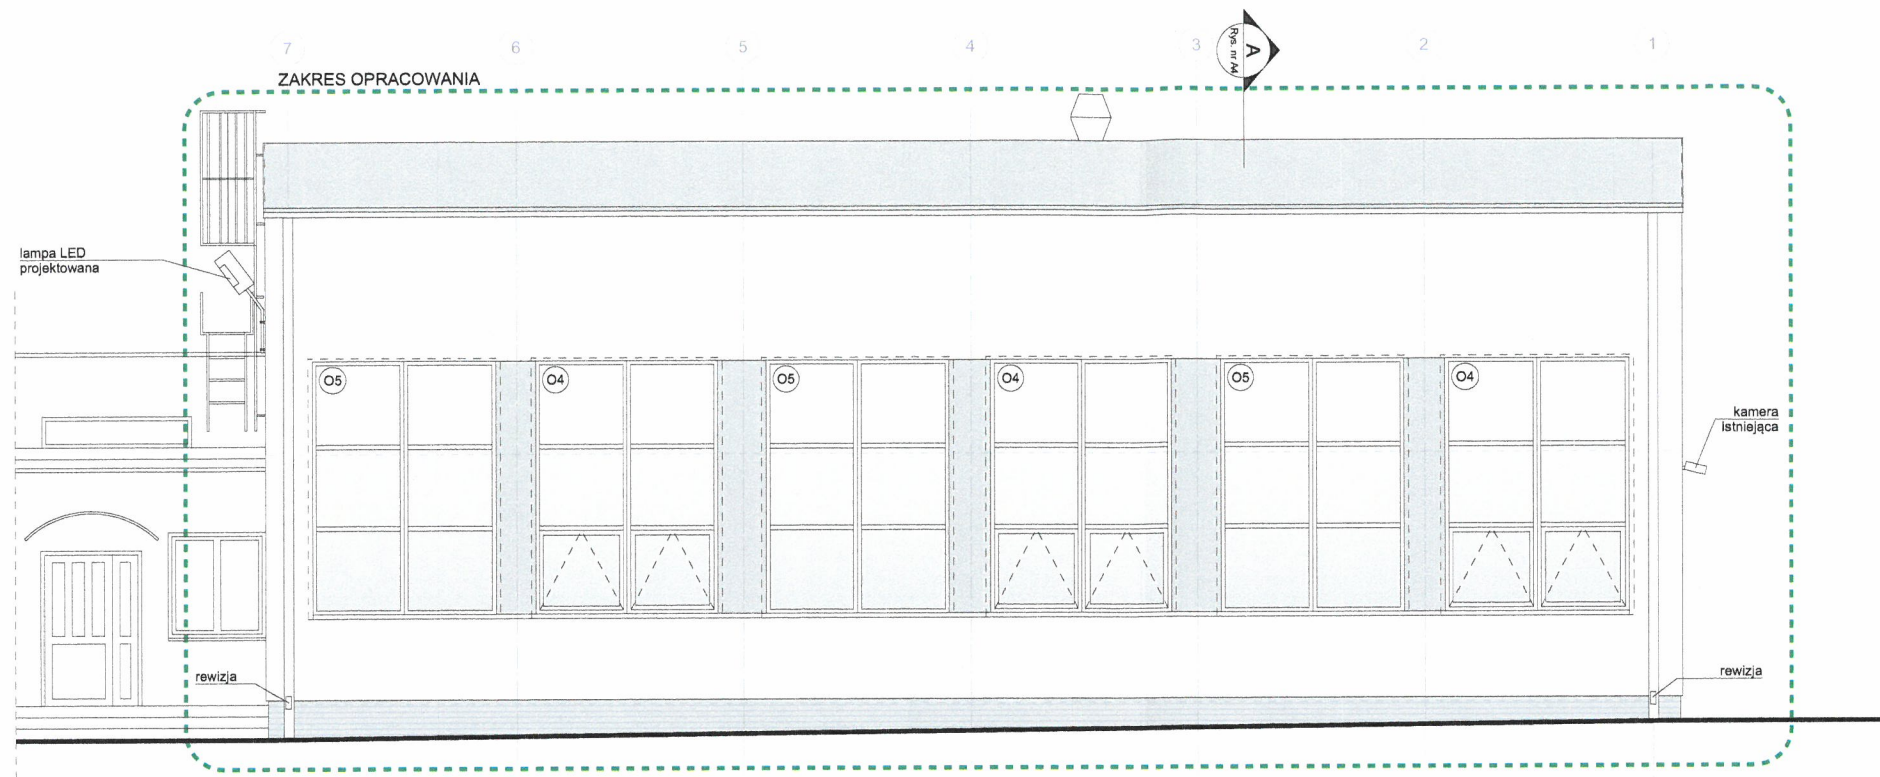 7 6 5 4 3 2 1
A
Rys. nr A4
ZAKRES OPRACOWANIA
lampa LED
projektowana
O5 O4 O5 O4 O5 O4
kamera
istniejąca
rewizja
rewizja